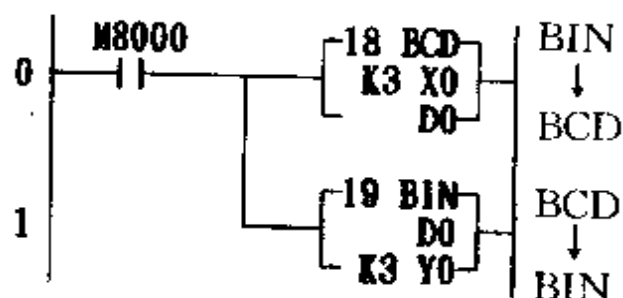 M8000
0
18 BCD
K3 X0
D0
BIN
↓
BCD
1
19 BIN
D0
K3 Y0
BCD
↓
BIN